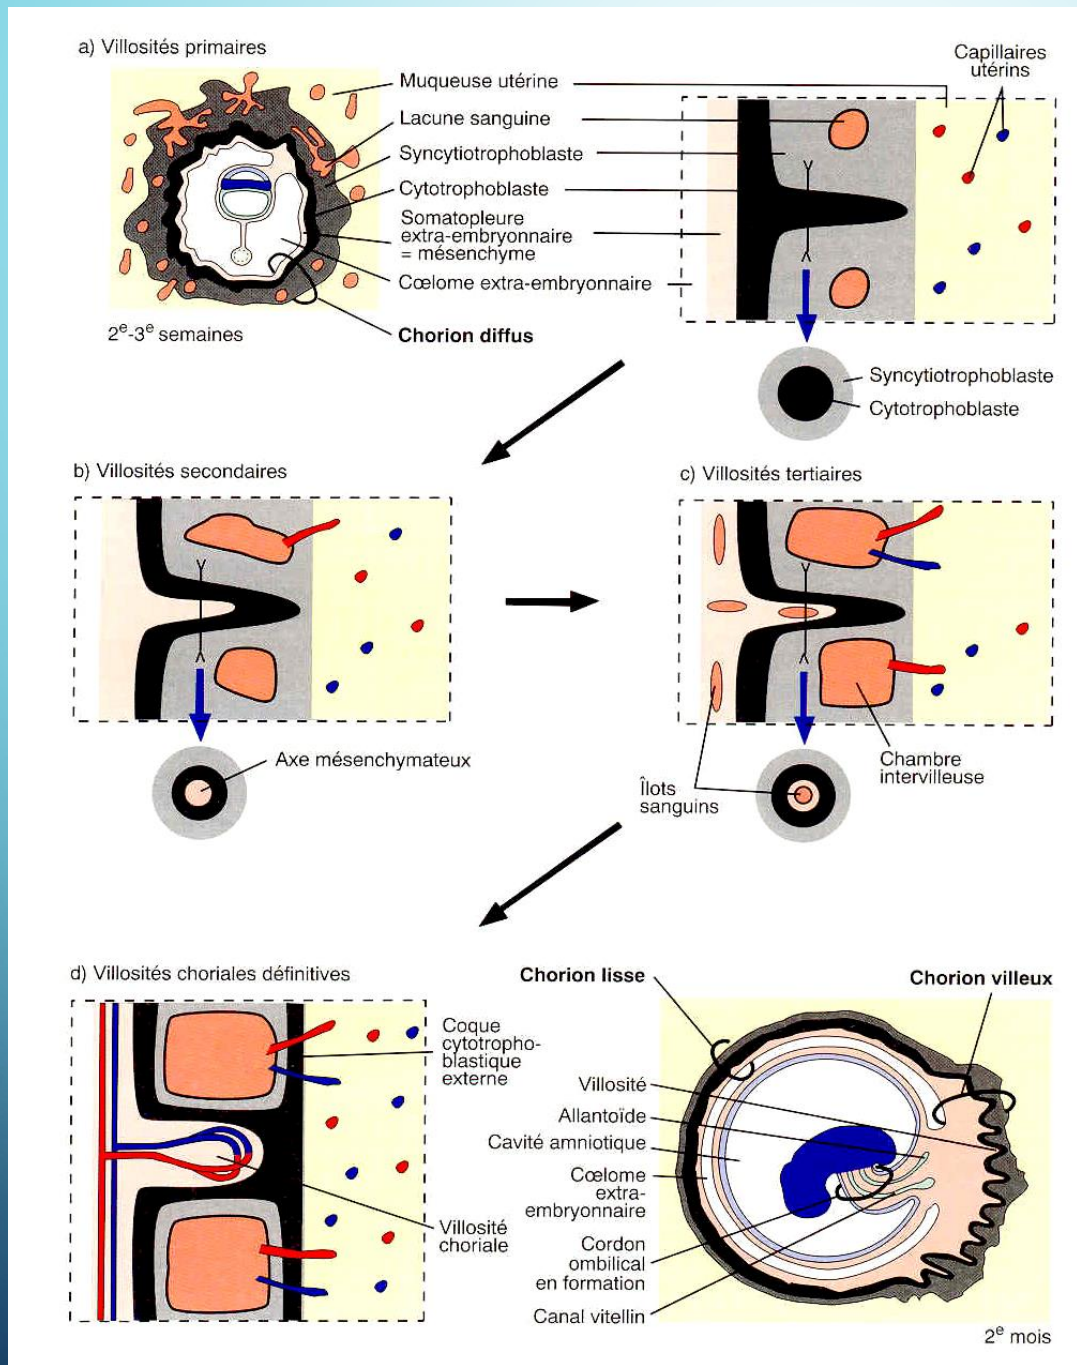 a) Villosités primaires
Muqueuse utérine
Lacune sanguine
Syncytiotrophoblaste
Cytotrophoblaste
Somatopleure
extra-embryonnaire
= mésenchyme
Cœlome extra-embryonnaire
Chorion diffus
2e-3e semaines
Capillaires
utérins
Syncytiotrophoblaste
Cytotrophoblaste
b) Villosités secondaires
Axe mésenchymateux
c) Villosités tertiaires
Îlots
sanguins
Chambre
intervilleuse
d) Villosités choriales définitives
Coque
cytotropho-
blastique
externe
Villosité
choriale
Chorion lisse
Chorion villeux
Villosité
Allantoïde
Cavité amniotique
Cœlome
extra-
embryonnaire
Cordon
ombilical
en formation
Canal vitellin
2e mois